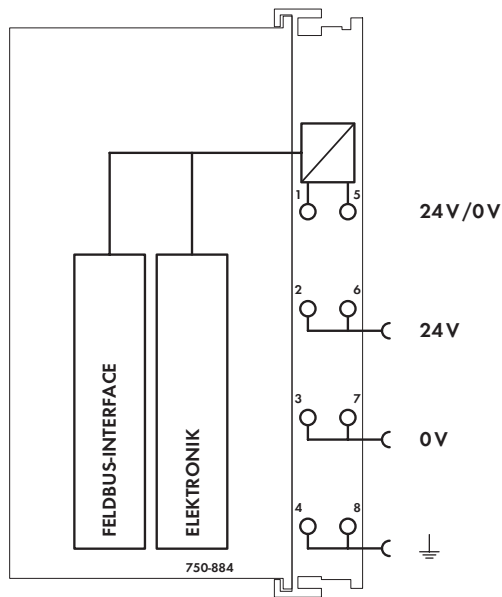 1 5
24V/0V
2 6
24V
3 7
0V
4 8
FELDBUS-INTERFACE
ELEKTRONIK
750-884